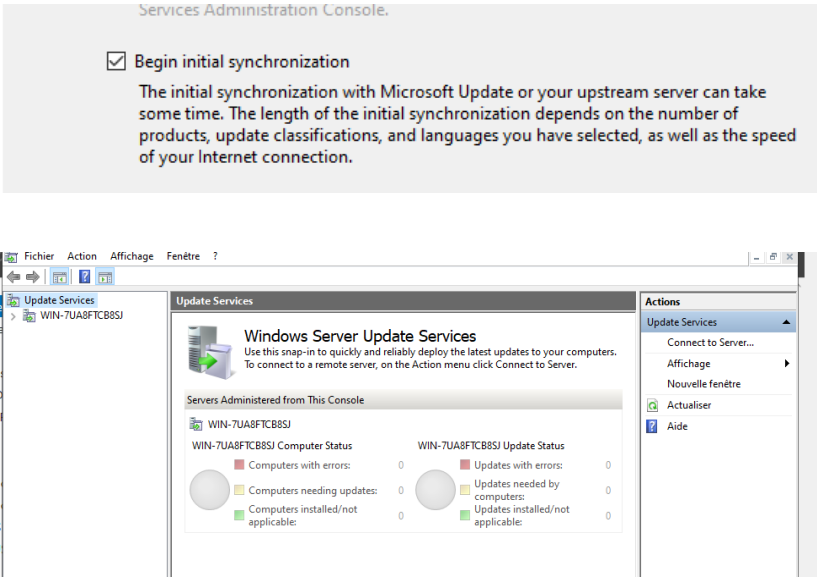 Services Administration Console.
Begin initial synchronization
The initial synchronization with Microsoft Update or your upstream server can take
some time. The length of the initial synchronization depends on the number of
products, update classifications, and languages you have selected, as well as the speed
of your Internet connection.
Fichier Action Affichage Fenêtre ?
Update Services
WIN-7UA8FTCB8SJ
Update Services
Windows Server Update Services
Use this snap-in to quickly and reliably deploy the latest updates to your computers.
To connect to a remote server, on the Action menu click Connect to Server.
Servers Administered from This Console
WIN-7UA8FTCB8SJ
WIN-7UA8FTCB8SJ Computer Status
Computers with errors: 0
Computers needing updates: 0
Computers installed/not
applicable: 0
WIN-7UA8FTCB8SJ Update Status
Updates with errors: 0
Updates needed by
computers: 0
Updates installed/not
applicable: 0
Actions
Update Services
Connect to Server...
Affichage
Nouvelle fenêtre
Actualiser
Aide